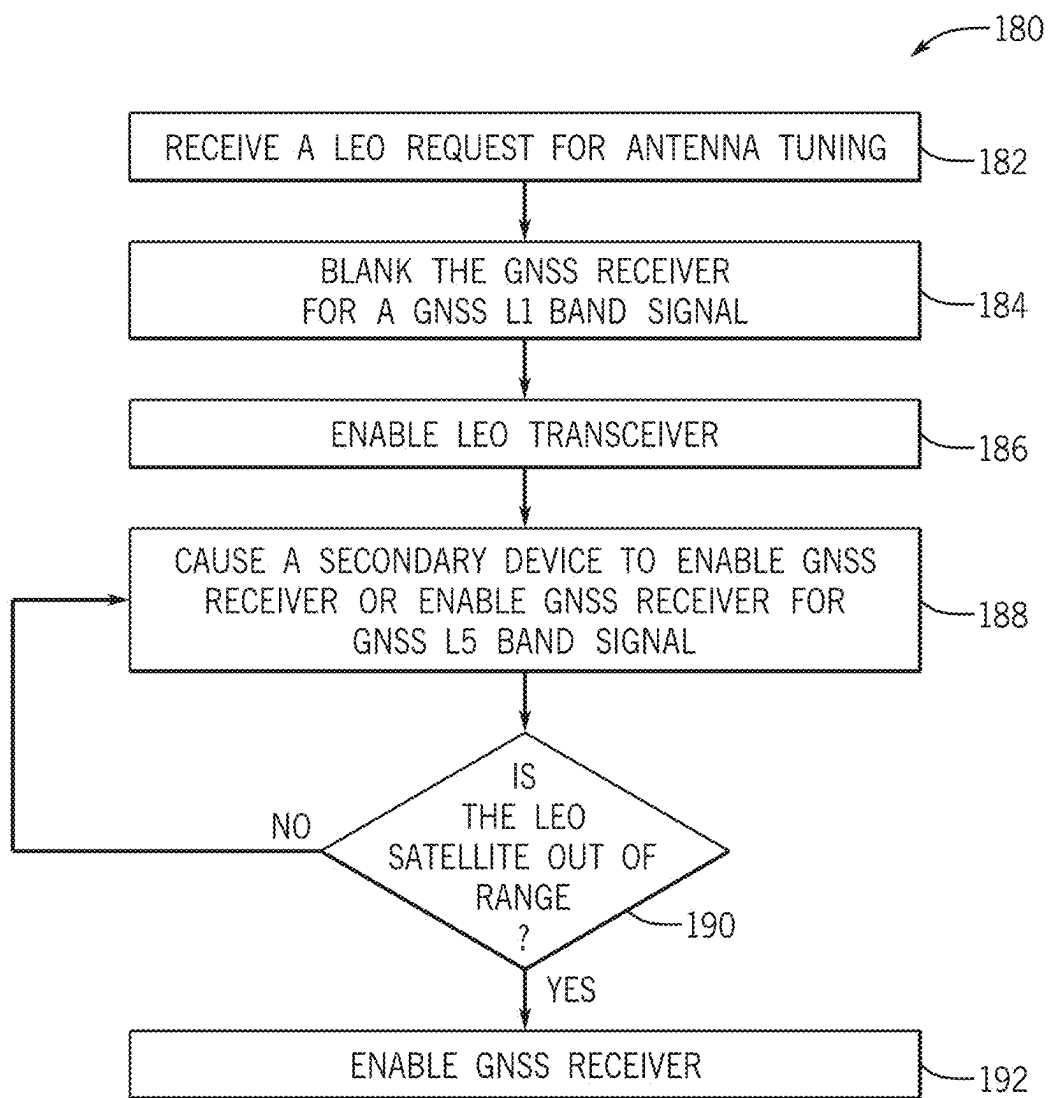 180
RECEIVE A LEO REQUEST FOR ANTENNA TUNING
182
BLANK THE GNSS RECEIVER
FOR A GNSS L1 BAND SIGNAL
184
ENABLE LEO TRANSCEIVER
186
CAUSE A SECONDARY DEVICE TO ENABLE GNSS
RECEIVER OR ENABLE GNSS RECEIVER FOR
GNSS L5 BAND SIGNAL
188
IS
THE LEO
SATELLITE OUT OF
RANGE
?
NO
190
YES
ENABLE GNSS RECEIVER
192